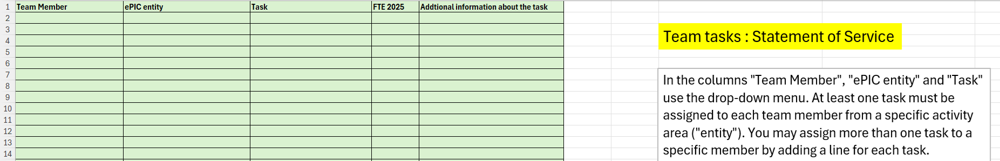 1 Team Member ePIC entity Task FTE 2025 Addtional information about the task
2
3
4
5
6
7
8
9
10
11
12
13
14
Team tasks : Statement of Service
In the columns "Team Member", "ePIC entity" and "Task"
use the drop-down menu. At least one task must be
assigned to each team member from a specific activity
area ("entity"). You may assign more than one task to a
specific member by adding a line for each task.